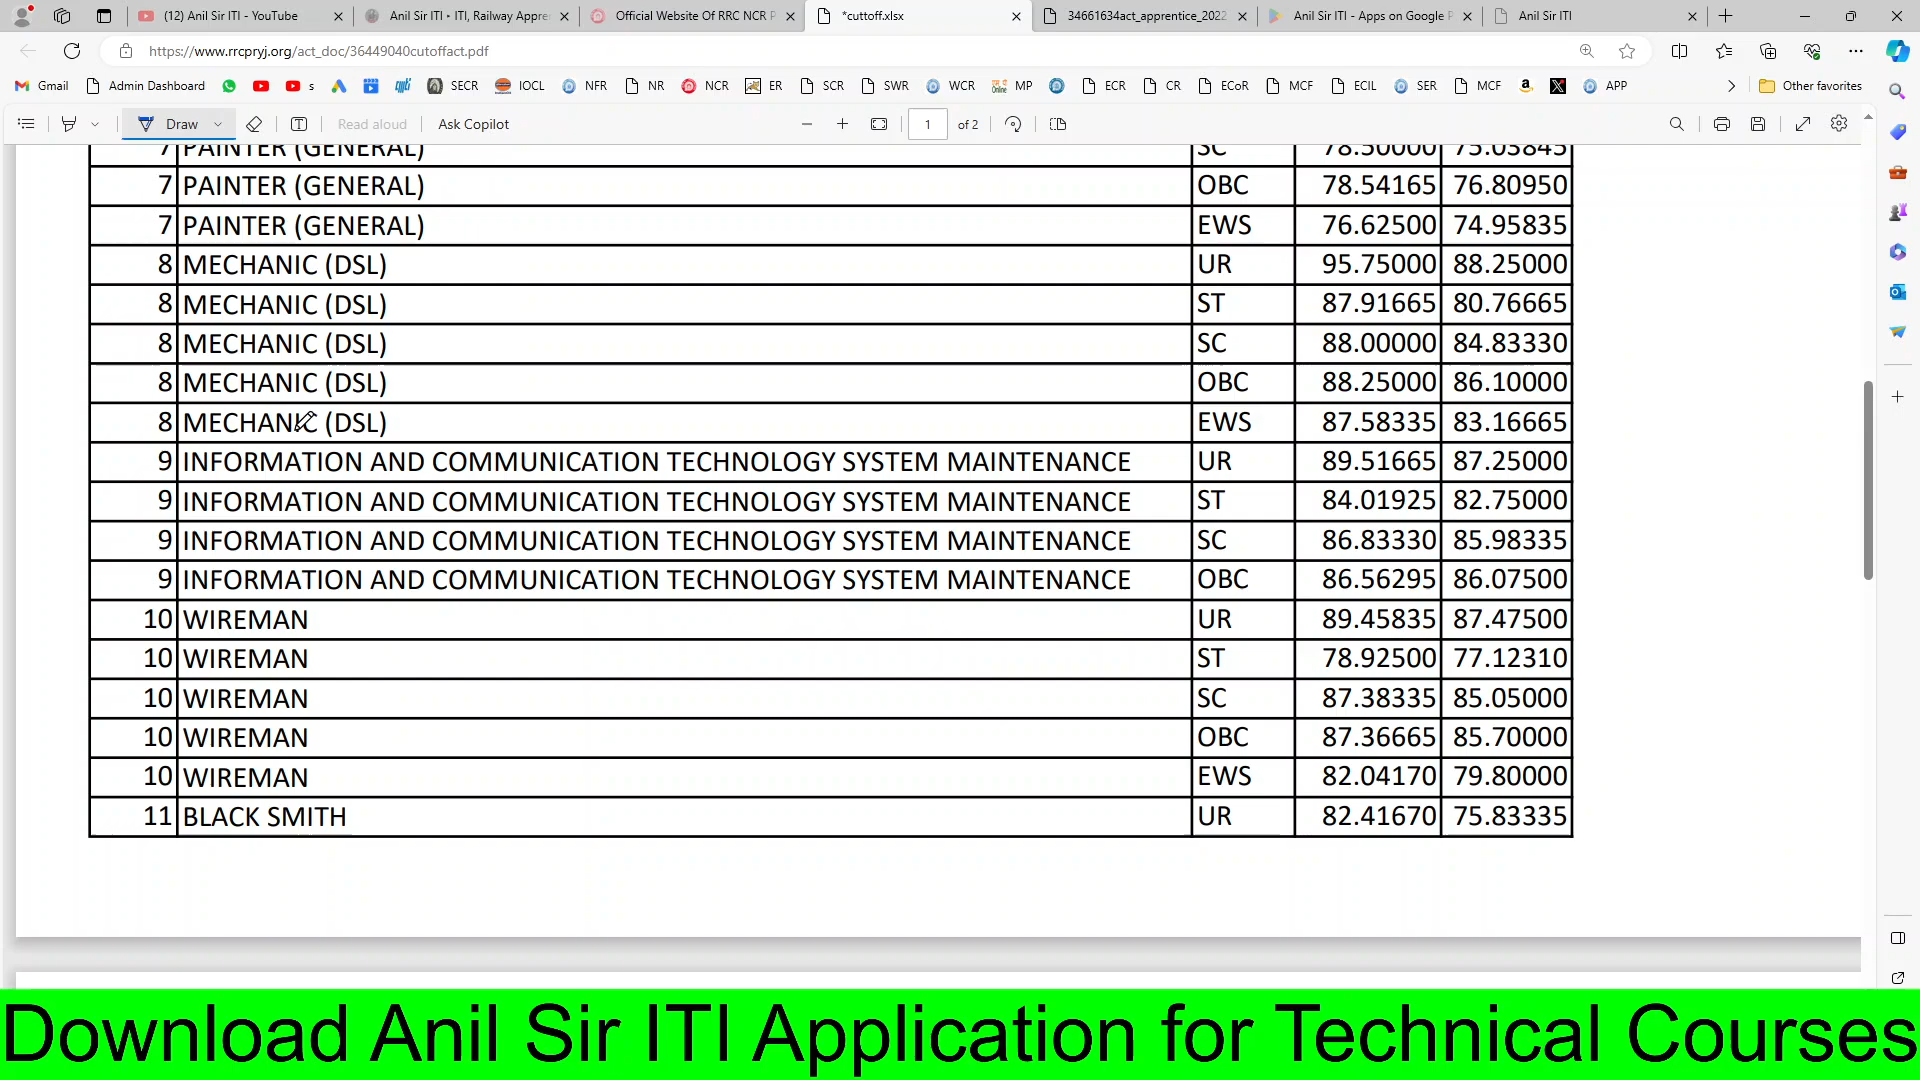 (12) Anil Sir ITI - YouTube
Anil Sir ITI • ITI, Railway Appre
Official Website Of RRC NCR P
*cuttoff.xlsx
34661634act_apprentice_2022
Anil Sir ITI - Apps on Google P
Anil Sir ITI
https://www.rrcpryj.org/act_doc/36449040cutoffact.pdf
Gmail Admin Dashboard s SECR IOCL NFR NR NCR ER SCR SWR WCR MP ECR CR ECoR MCF ECIL SER MCF APP Other favorites
Draw Read aloud Ask Copilot 1 of 2
7 PAINTER (GENERAL) SC 78.50000 75.03845
7 PAINTER (GENERAL) OBC 78.54165 76.80950
7 PAINTER (GENERAL) EWS 76.62500 74.95835
8 MECHANIC (DSL) UR 95.75000 88.25000
8 MECHANIC (DSL) ST 87.91665 80.76665
8 MECHANIC (DSL) SC 88.00000 84.83330
8 MECHANIC (DSL) OBC 88.25000 86.10000
8 MECHANIC (DSL) EWS 87.58335 83.16665
9 INFORMATION AND COMMUNICATION TECHNOLOGY SYSTEM MAINTENANCE UR 89.51665 87.25000
9 INFORMATION AND COMMUNICATION TECHNOLOGY SYSTEM MAINTENANCE ST 84.01925 82.75000
9 INFORMATION AND COMMUNICATION TECHNOLOGY SYSTEM MAINTENANCE SC 86.83330 85.98335
9 INFORMATION AND COMMUNICATION TECHNOLOGY SYSTEM MAINTENANCE OBC 86.56295 86.07500
10 WIREMAN UR 89.45835 87.47500
10 WIREMAN ST 78.92500 77.12310
10 WIREMAN SC 87.38335 85.05000
10 WIREMAN OBC 87.36665 85.70000
10 WIREMAN EWS 82.04170 79.80000
11 BLACK SMITH UR 82.41670 75.83335
Download Anil Sir ITI Application for Technical Courses